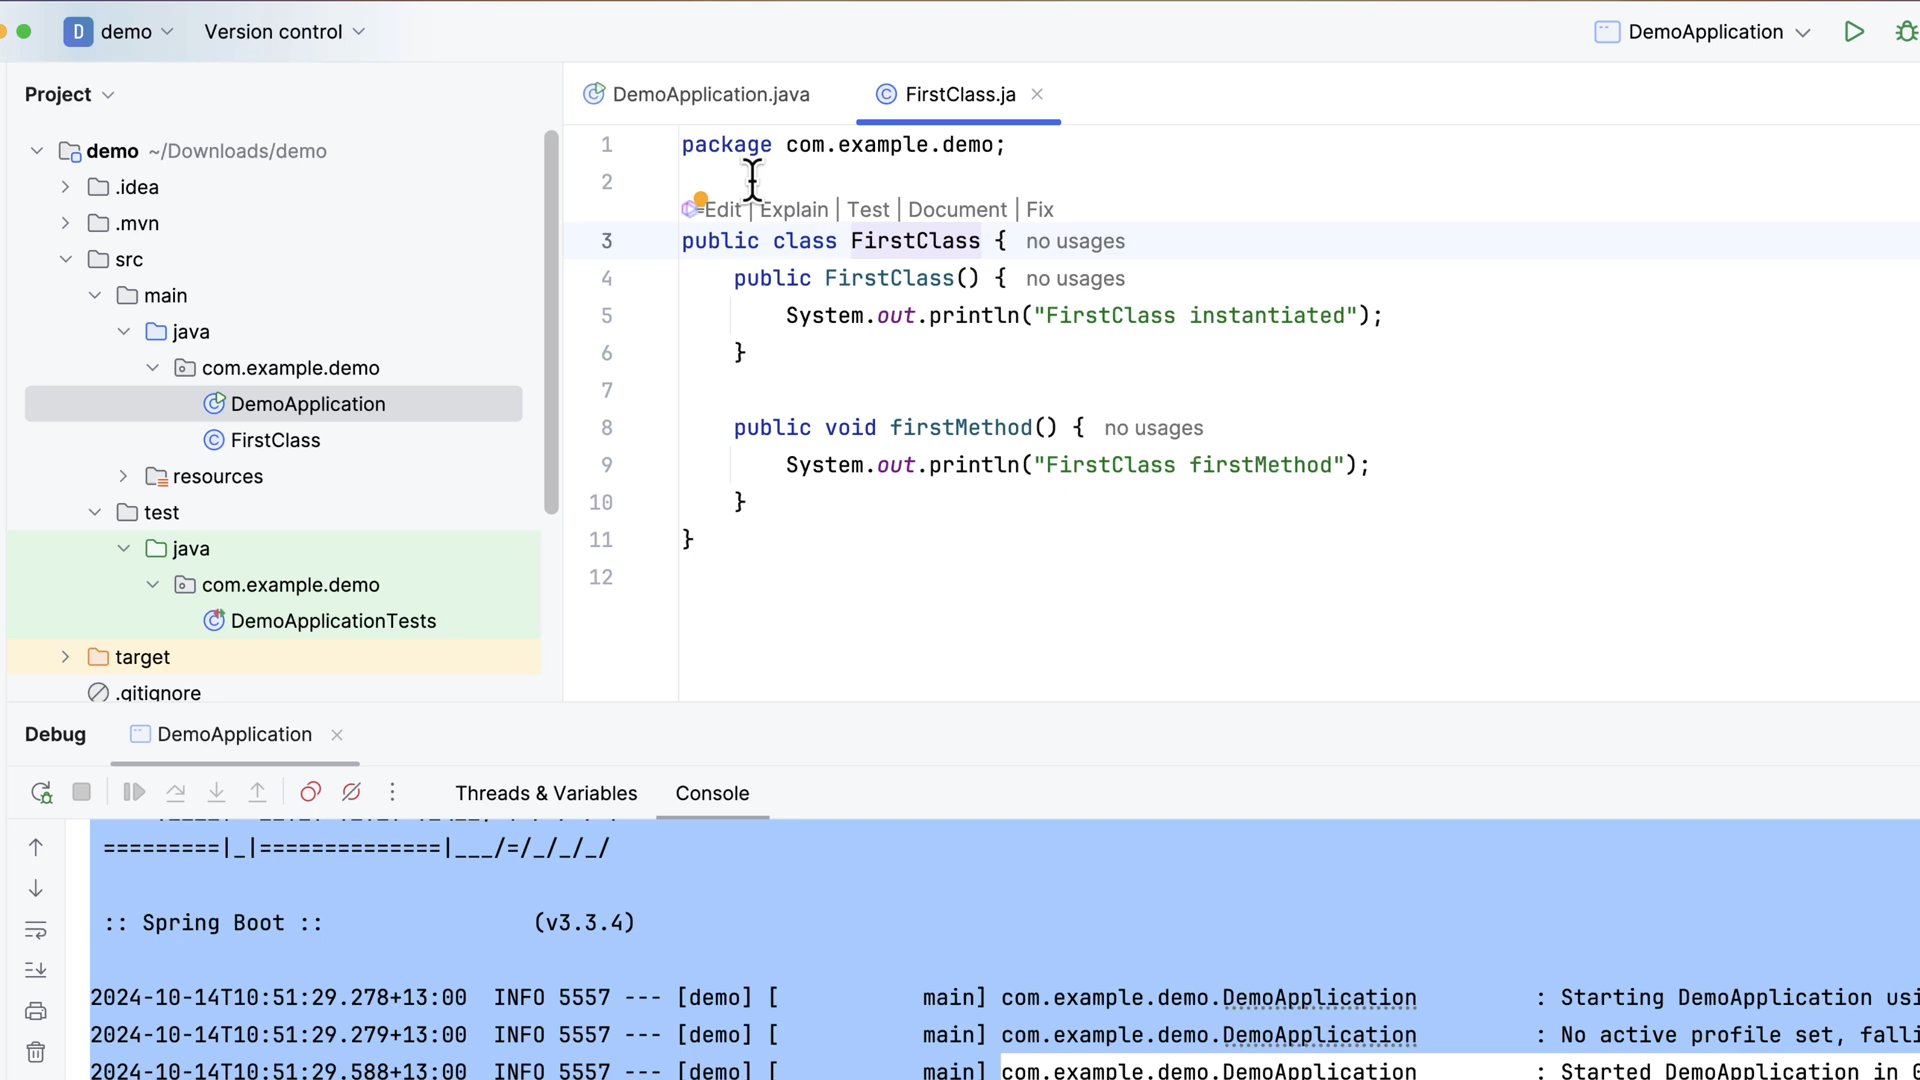 D demo Version control DemoApplication
Project
DemoApplication.java FirstClass.ja
demo ~/Downloads/demo
.idea
.mvn
src
main
java
com.example.demo
DemoApplication
FirstClass
resources
test
java
com.example.demo
DemoApplicationTests
target
.gitignore
1 package com.example.demo;
2
Edit | Explain | Test | Document | Fix
3 public class FirstClass { no usages
4 public FirstClass() { no usages
5 System.out.println("FirstClass instantiated");
6 }
7
8 public void firstMethod() { no usages
9 System.out.println("FirstClass firstMethod");
10 }
11 }
12
Debug DemoApplication
Threads & Variables Console
=========|_|==============|___/=/_/_/_/
:: Spring Boot :: (v3.3.4)
2024-10-14T10:51:29.278+13:00 INFO 5557 --- [demo] [ main] com.example.demo.DemoApplication : Starting DemoApplication usi
2024-10-14T10:51:29.279+13:00 INFO 5557 --- [demo] [ main] com.example.demo.DemoApplication : No active profile set, falli
2024-10-14T10:51:29.588+13:00 INFO 5557 --- [demo] [ main] com.example.demo.DemoApplication : Started DemoApplication in